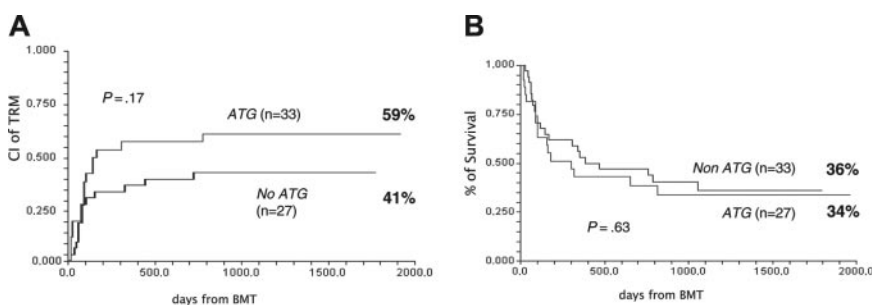 A
1.000
0.750
0.500
0.250
0.000
CI of TRM
P = .17
ATG (n=33)
59%
No ATG
(n=27)
41%
0.0
500.0
1000.0
1500.0
2000.0
days from BMT
B
1.000
0.750
0.500
0.250
0.000
% of Survival
Non ATG (n=33)
36%
ATG (n=27)
34%
P = .63
0.0
500.0
1000.0
1500.0
2000.0
days from BMT